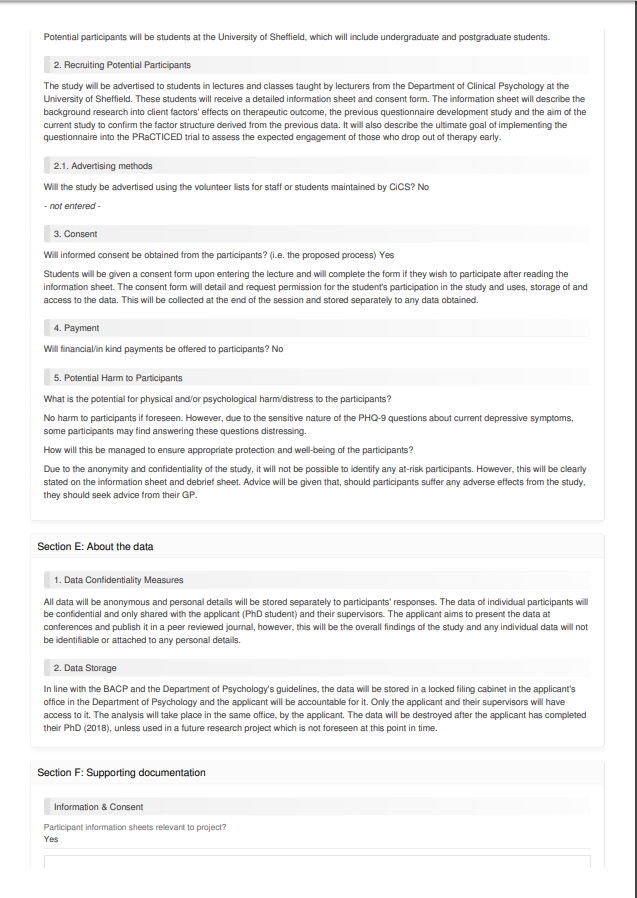 Potential participants will be students at the University of Sheffield, which will include undergraduate and postgraduate students.
2. Recruiting Potential Participants
The study will be advertised to students in lectures and classes taught by lecturers from the Department of Clinical Psychology at the
University of Sheffield. These students will receive a detailed information sheet and consent form. The information sheet will describe the
background research into client factors' effects on therapeutic outcome, the previous questionnaire development study and the aim of the
current study to confirm the factor structure derived from the previous data. It will also describe the ultimate goal of implementing the
questionnaire into the PRaCTICED trial to assess the expected engagement of those who drop out of therapy early.
2.1. Advertising methods
Will the study be advertised using the volunteer lists for staff or students maintained by CiCS? No
- not entered -
3. Consent
Will informed consent be obtained from the participants? (i.e. the proposed process) Yes
Students will be given a consent form upon entering the lecture and will complete the form if they wish to participate after reading the
information sheet. The consent form will detail and request permission for the student's participation in the study and uses, storage of and
access to the data. This will be collected at the end of the session and stored separately to any data obtained.
4. Payment
Will financial/in kind payments be offered to participants? No
5. Potential Harm to Participants
What is the potential for physical and/or psychological harm/distress to the participants?
No harm to participants if foreseen. However, due to the sensitive nature of the PHQ-9 questions about current depressive symptoms,
some participants may find answering these questions distressing.
How will this be managed to ensure appropriate protection and well-being of the participants?
Due to the anonymity and confidentiality of the study, it will not be possible to identify any at-risk participants. However, this will be clearly
stated on the information sheet and debrief sheet. Advice will be given that, should participants suffer any adverse effects from the study,
they should seek advice from their GP.
Section E: About the data
1. Data Confidentiality Measures
All data will be anonymous and personal details will be stored separately to participants' responses. The data of individual participants will
be confidential and only shared with the applicant (PhD student) and their supervisors. The applicant aims to present the data at
conferences and publish it in a peer reviewed journal, however, this will be the overall findings of the study and any individual data will not
be identifiable or attached to any personal details.
2. Data Storage
In line with the BACP and the Department of Psychology's guidelines, the data will be stored in a locked filing cabinet in the applicant's
office in the Department of Psychology and the applicant will be accountable for it. Only the applicant and their supervisors will have
access to it. The analysis will take place in the same office, by the applicant. The data will be destroyed after the applicant has completed
their PhD (2018), unless used in a future research project which is not foreseen at this point in time.
Section F: Supporting documentation
Information & Consent
Participant information sheets relevant to project?
Yes